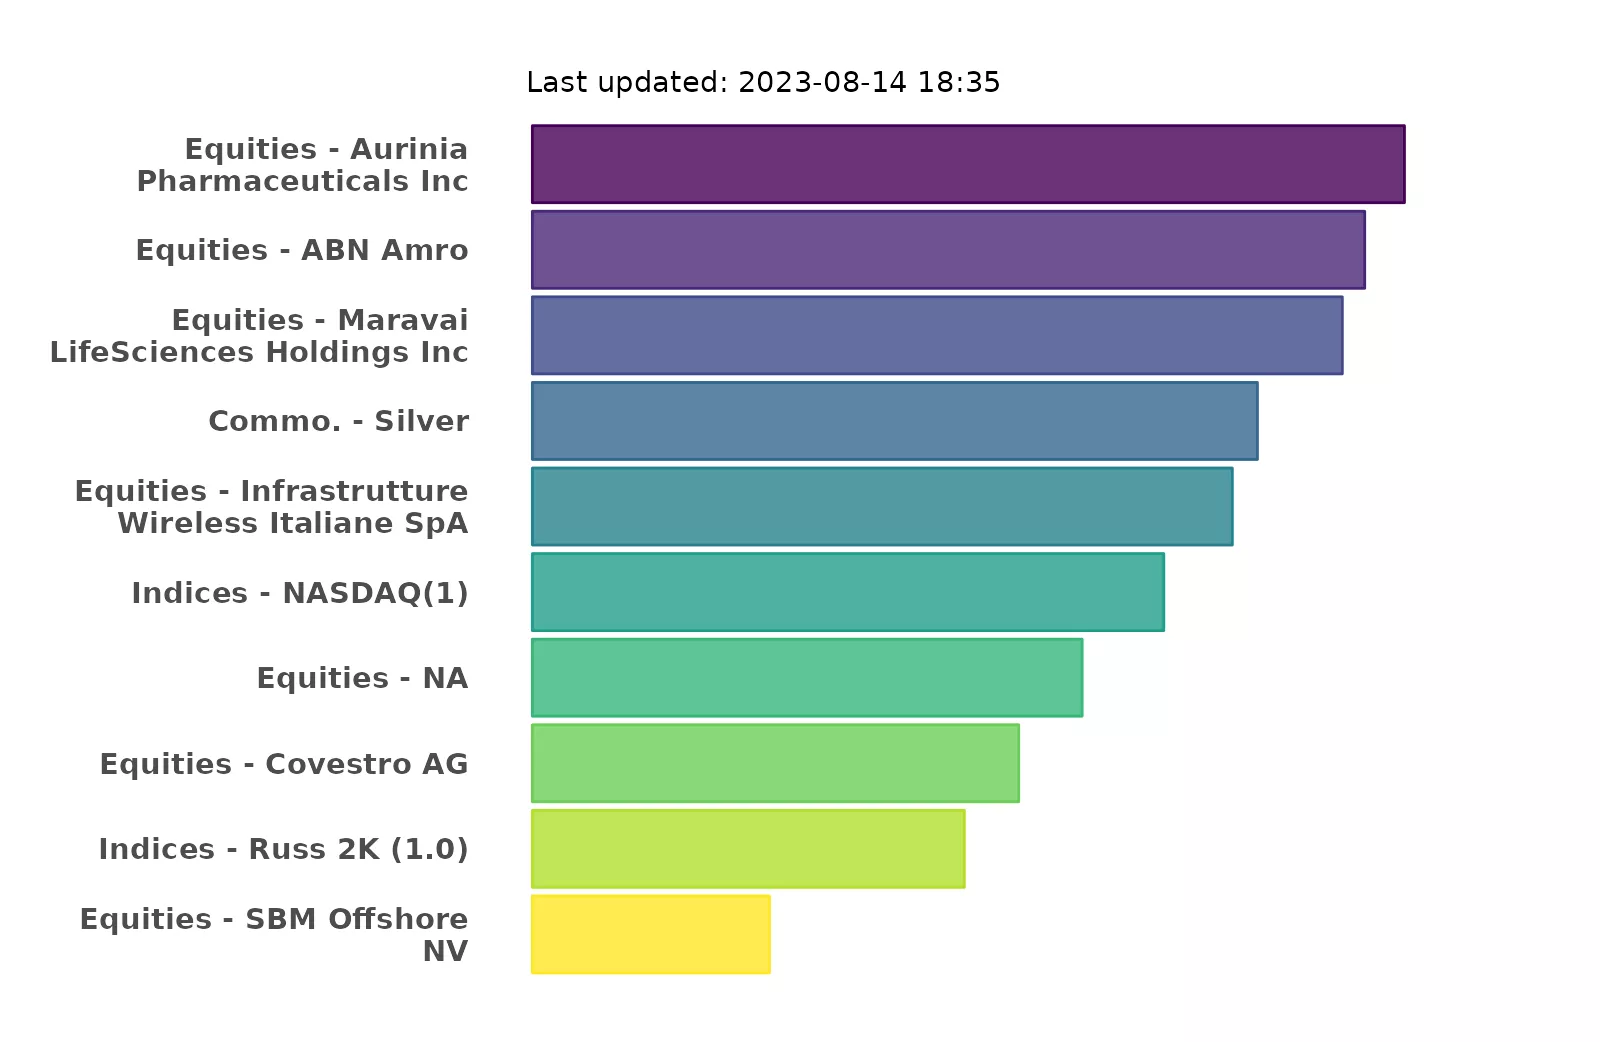 Last updated: 2023-08-14 18:35
Equities - Aurinia
Pharmaceuticals Inc
Equities - ABN Amro
Equities - Maravai
LifeSciences Holdings Inc
Commo. - Silver
Equities - Infrastrutture
Wireless Italiane SpA
Indices - NASDAQ(1)
Equities - NA
Equities - Covestro AG
Indices - Russ 2K (1.0)
Equities - SBM Offshore
NV